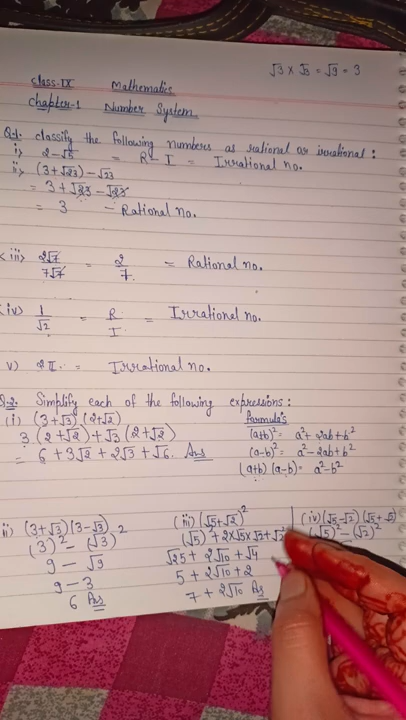 √3 × √3 = √9 = 3
Class-IX Mathematics
Chapter-1 Number System
Q.1. Classify the following numbers as rational or irrational :
i) 2-√5 = R-I = Irrational no.
ii) (3+√23)-√23
= 3+√23-√23
= 3 - Rational no.
iii) 2√7/7√7 = 2/7 = Rational no.
iv) 1/√2 = R/I = Irrational no.
v) 2π = Irrational no.
Q.2. Simplify each of the following expressions :
(i) (3+√3)(2+√2)
3(2+√2)+√3(2+√2)
= 6+3√2+2√3+√6. Ans
Formula's
(a+b)² = a²+2ab+b²
(a-b)² = a²-2ab+b²
(a+b)(a-b) = a²-b²
ii) (3+√3)(3-√3)
(3)²-(√3)²
9 - √9
9 - 3
6 Ans
(iii) (√5+√2)²
(√5)²+2×√5×√2+√2
√25+2√10+√4
5+2√10+2
7+2√10 Ans
(iv) (√5-√2)(√5+√2)
(√5)²-(√2)²